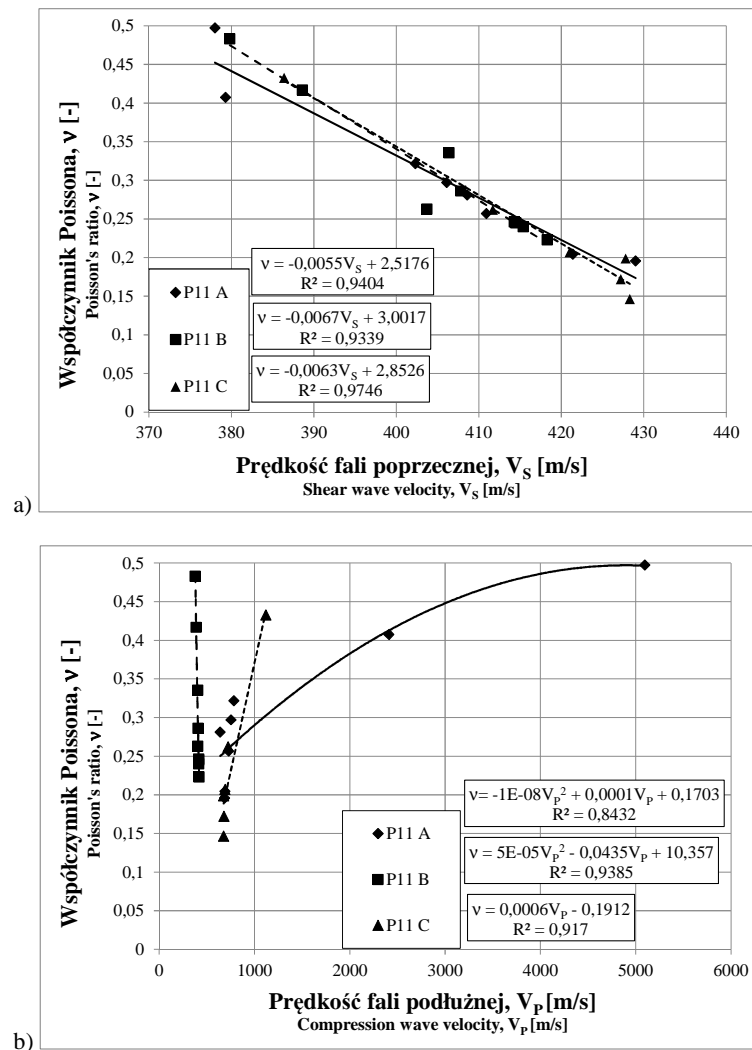 0,5
0,45
0,4
0,35
0,3
0,25
0,2
0,15
0,1
0,05
0
Współczynnik Poissona, ν [-]
Poisson's ratio, ν [-]
P11 A
P11 B
P11 C
ν = -0,0055V_S + 2,5176
R² = 0,9404
ν = -0,0067V_S + 3,0017
R² = 0,9339
ν = -0,0063V_S + 2,8526
R² = 0,9746
370 380 390 400 410 420 430 440
Prędkość fali poprzecznej, V_S [m/s]
Shear wave velocity, V_S [m/s]
a)
0,5
0,45
0,4
0,35
0,3
0,25
0,2
0,15
0,1
0,05
0
Współczynnik Poissona, ν [-]
Poisson's ratio, ν [-]
P11 A
P11 B
P11 C
ν = -1E-08V_P² + 0,0001V_P + 0,1703
R² = 0,8432
ν = 5E-05V_P² - 0,0435V_P + 10,357
R² = 0,9385
ν = 0,0006V_P - 0,1912
R² = 0,917
0 1000 2000 3000 4000 5000 6000
Prędkość fali podłużnej, V_P [m/s]
Compression wave velocity, V_P [m/s]
b)